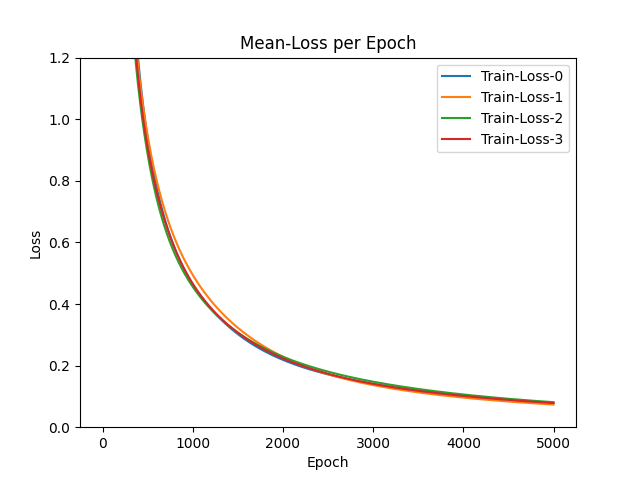 Mean-Loss per Epoch
Train-Loss-0
Train-Loss-1
Train-Loss-2
Train-Loss-3
Loss
1.2
1.0
0.8
0.6
0.4
0.2
0.0
0 1000 2000 3000 4000 5000
Epoch